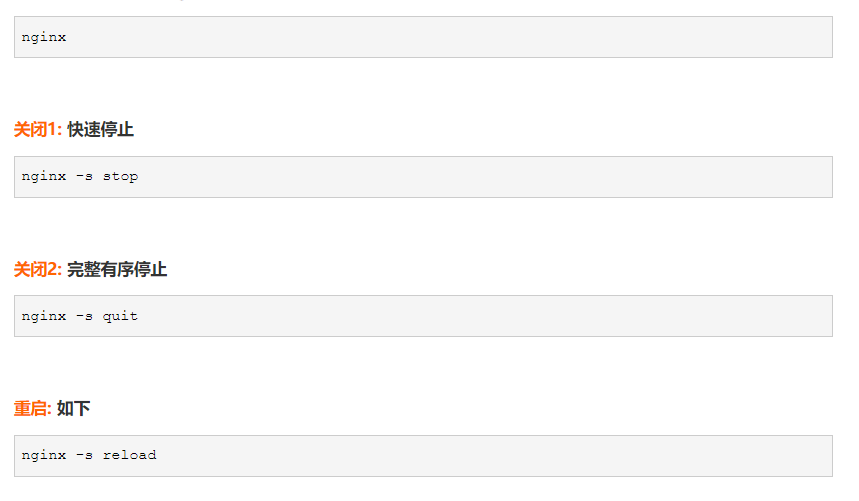 nginx
关闭1: 快速停止
nginx -s stop
关闭2: 完整有序停止
nginx -s quit
重启: 如下
nginx -s reload